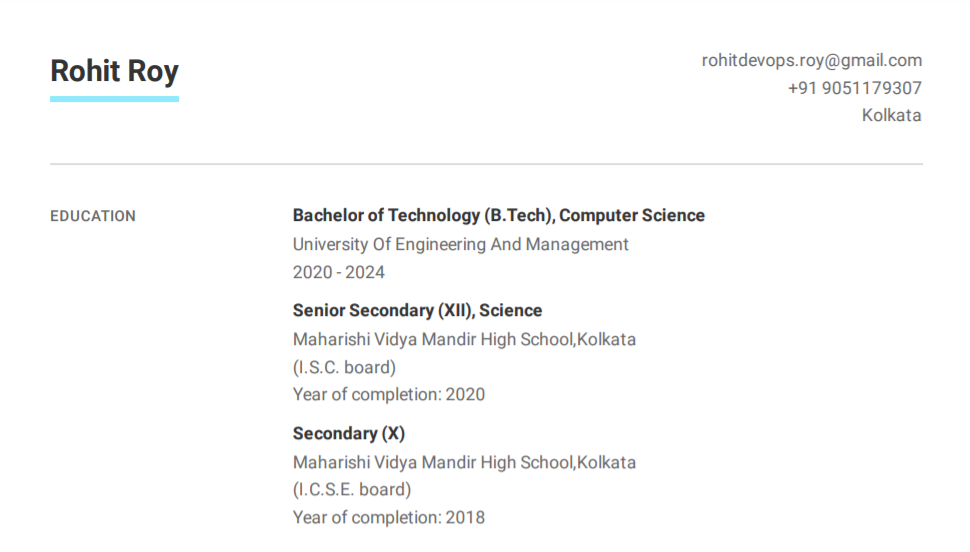 Rohit Roy
rohitdevops.roy@gmail.com
+91 9051179307
Kolkata
EDUCATION
Bachelor of Technology (B.Tech), Computer Science
University Of Engineering And Management
2020 - 2024
Senior Secondary (XII), Science
Maharishi Vidya Mandir High School,Kolkata
(I.S.C. board)
Year of completion: 2020
Secondary (X)
Maharishi Vidya Mandir High School,Kolkata
(I.C.S.E. board)
Year of completion: 2018